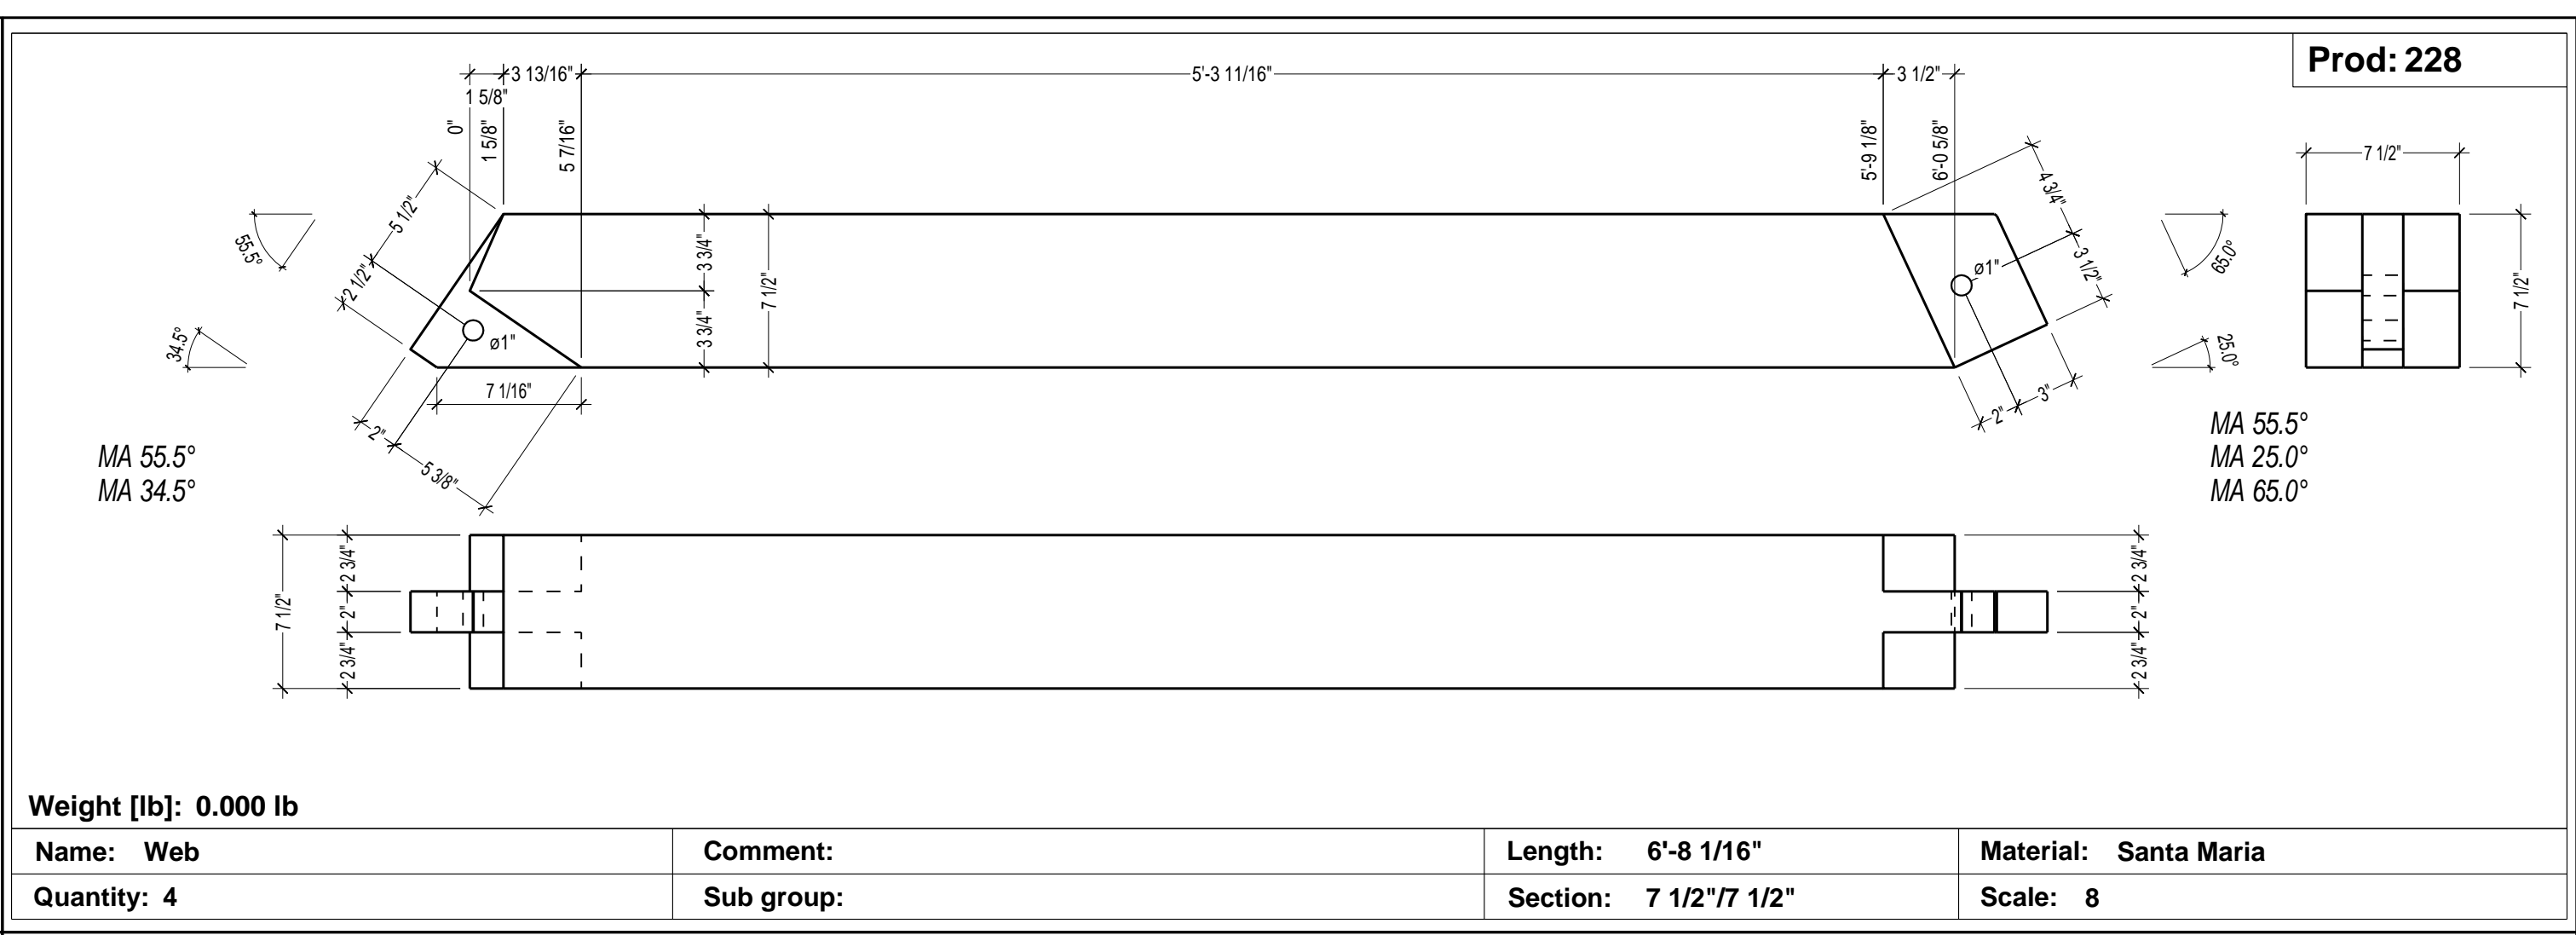 Prod: 228
3 13/16" 5'-3 11/16" 3 1/2"
1 5/8"
0" 1 5/8" 5 7/16" 5'-9 1/8" 6'-0 5/8"
7 1/2"
5 1/2" 4 3/4"
55.5° 3 3/4" 65.0°
2 1/2" 7 1/2" ø1" 3 1/2" 7 1/2"
34.5° ø1" 3 3/4" 25.0°
7 1/16"
2" 2" 3"
5 3/8"
MA 55.5°
MA 34.5°
MA 55.5°
MA 25.0°
MA 65.0°
2 3/4" 2 3/4"
7 1/2" 2" 2"
2 3/4" 2 3/4"
Weight [lb]: 0.000 lb
Name: Web Comment: Length: 6'-8 1/16" Material: Santa Maria
Quantity: 4 Sub group: Section: 7 1/2"/7 1/2" Scale: 8